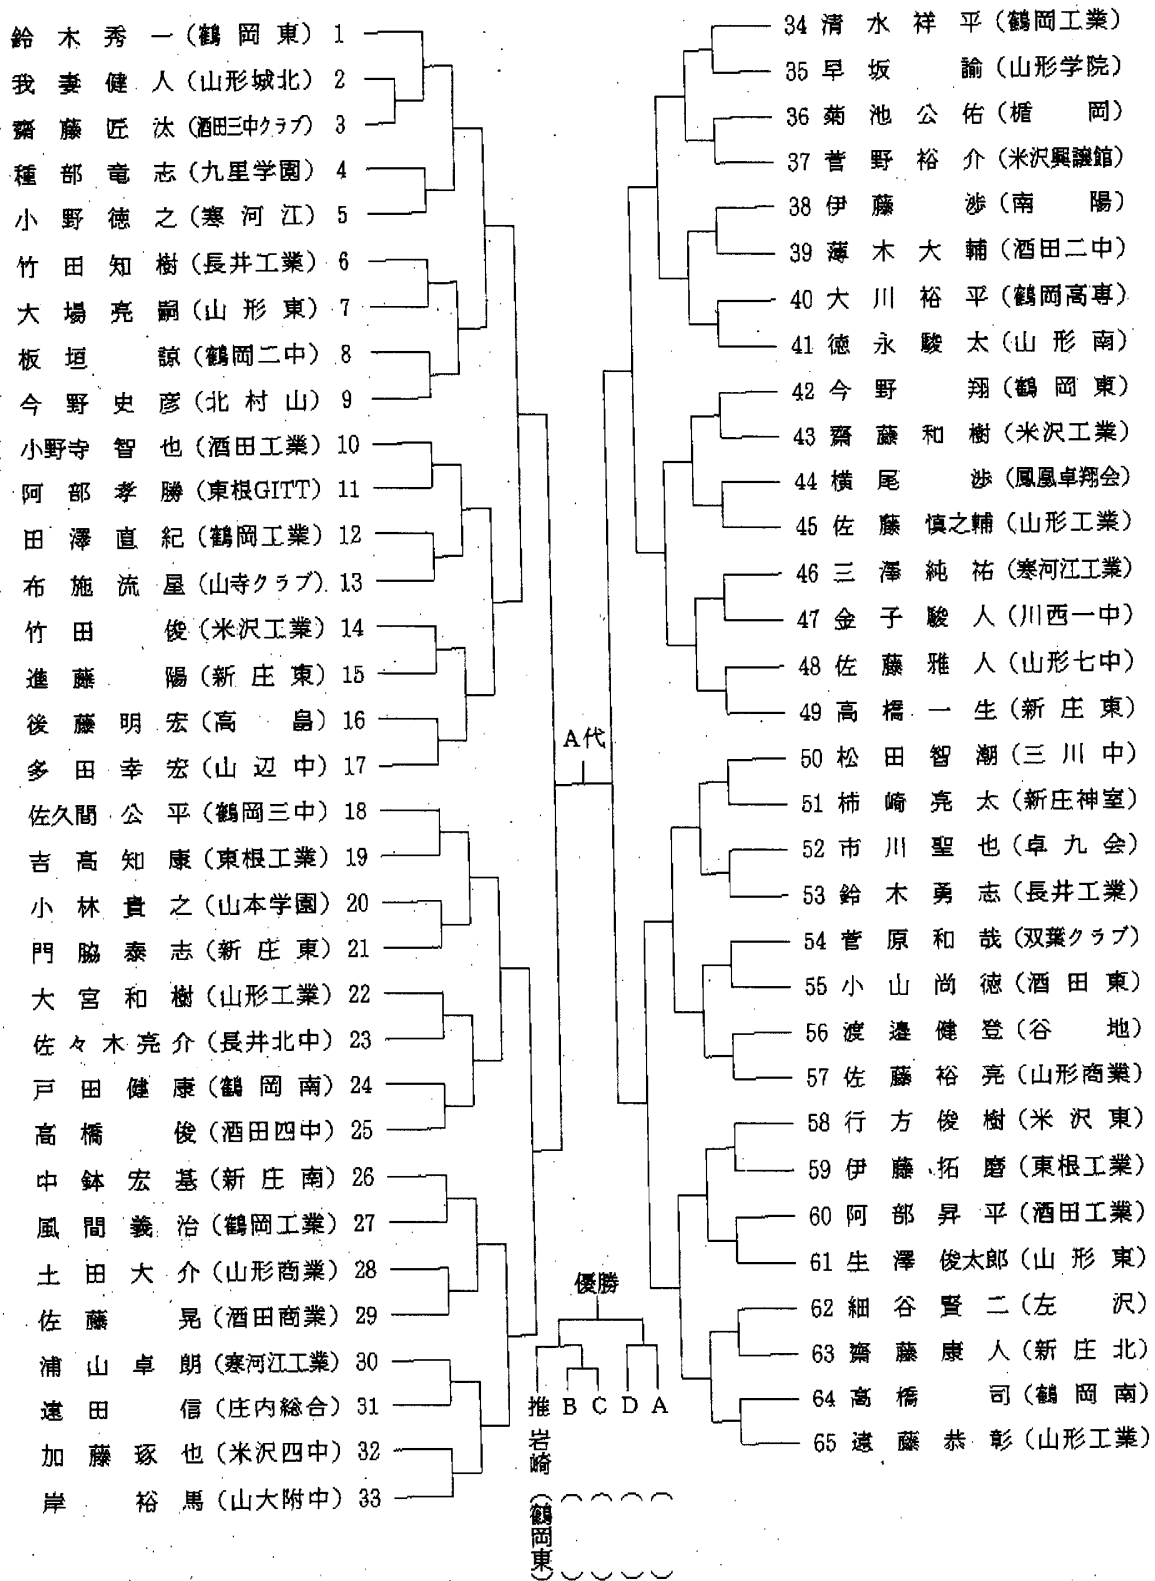 鈴木秀一(鶴岡東) 1
我妻健人(山形城北) 2
齋藤匠汰(酒田三中クラブ) 3
種部竜志(九里学園) 4
小野徳之(寒河江) 5
竹田知樹(長井工業) 6
大場亮嗣(山形東) 7
板垣諒(鶴岡二中) 8
今野史彦(北村山) 9
小野寺智也(酒田工業) 10
阿部孝勝(東根GITT) 11
田澤直紀(鶴岡工業) 12
布施流屋(山寺クラブ) 13
竹田俊(米沢工業) 14
進藤陽(新庄東) 15
後藤明宏(高畠) 16
多田幸宏(山辺中) 17
佐久間公平(鶴岡三中) 18
吉高知康(東根工業) 19
小林貴之(山本学園) 20
門脇泰志(新庄東) 21
大宮和樹(山形工業) 22
佐々木亮介(長井北中) 23
戸田健康(鶴岡南) 24
高橋俊(酒田四中) 25
中鉢宏基(新庄南) 26
風間義治(鶴岡工業) 27
土田大介(山形商業) 28
佐藤晃(酒田商業) 29
浦山卓朗(寒河江工業) 30
遠田信(庄内総合) 31
加藤琢也(米沢四中) 32
岸裕馬(山大附中) 33
A代
優勝
推 B C D A
岩崎
(鶴岡東) ( ) ( ) ( ) ( )
34 清水祥平(鶴岡工業)
35 早坂諭(山形学院)
36 菊池公佑(楯岡)
37 菅野裕介(米沢興譲館)
38 伊藤渉(南陽)
39 薄木大輔(酒田二中)
40 大川裕平(鶴岡高専)
41 徳永駿太(山形南)
42 今野翔(鶴岡東)
43 齋藤和樹(米沢工業)
44 横尾渉(鳳凰卓翔会)
45 佐藤慎之輔(山形工業)
46 三澤純祐(寒河江工業)
47 金子駿人(川西一中)
48 佐藤雅人(山形七中)
49 高橋一生(新庄東)
50 松田智潮(三川中)
51 柿崎亮太(新庄神室)
52 市川聖也(卓九会)
53 鈴木勇志(長井工業)
54 菅原和哉(双葉クラブ)
55 小山尚徳(酒田東)
56 渡邉健登(谷地)
57 佐藤裕亮(山形商業)
58 行方俊樹(米沢東)
59 伊藤拓磨(東根工業)
60 阿部昇平(酒田工業)
61 生澤俊太郎(山形東)
62 細谷賢二(左沢)
63 齋藤康人(新庄北)
64 高橋司(鶴岡南)
65 遠藤恭彰(山形工業)